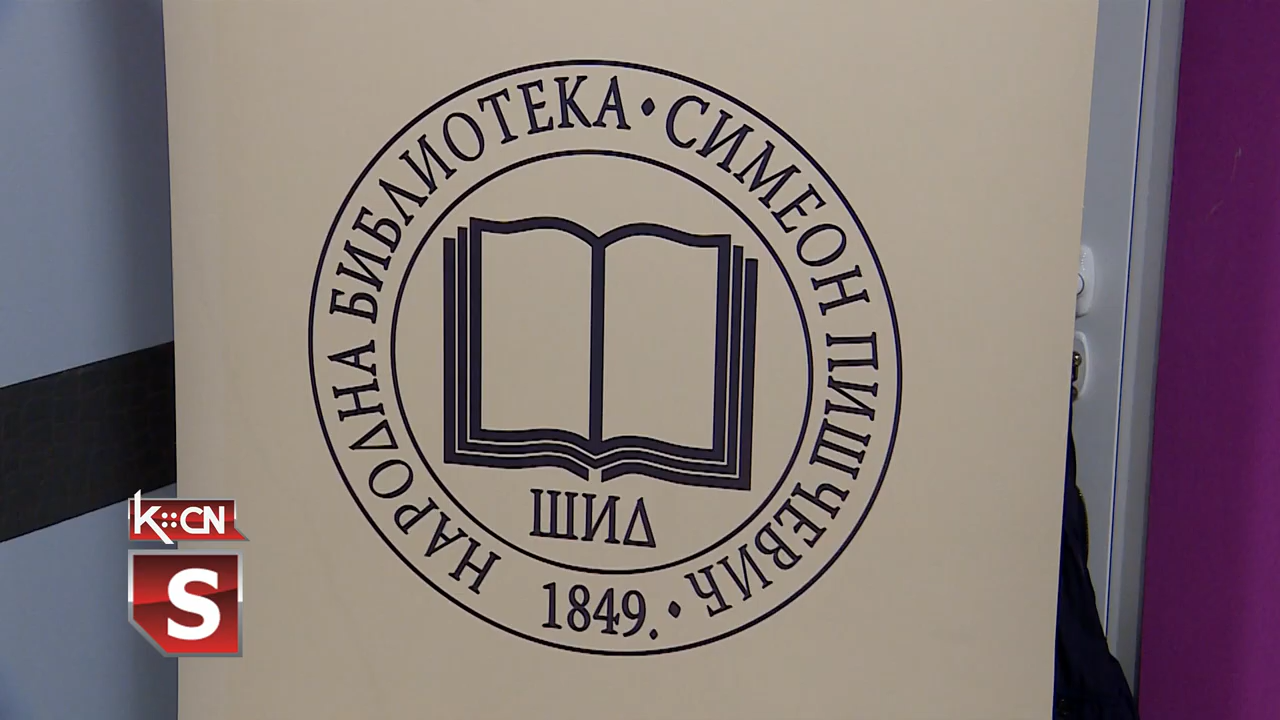 НАРОДНА БИБЛИОТЕКА • СИМЕОН ПИШЧЕВИЋ •
ШИД
1849.
K::CN
S